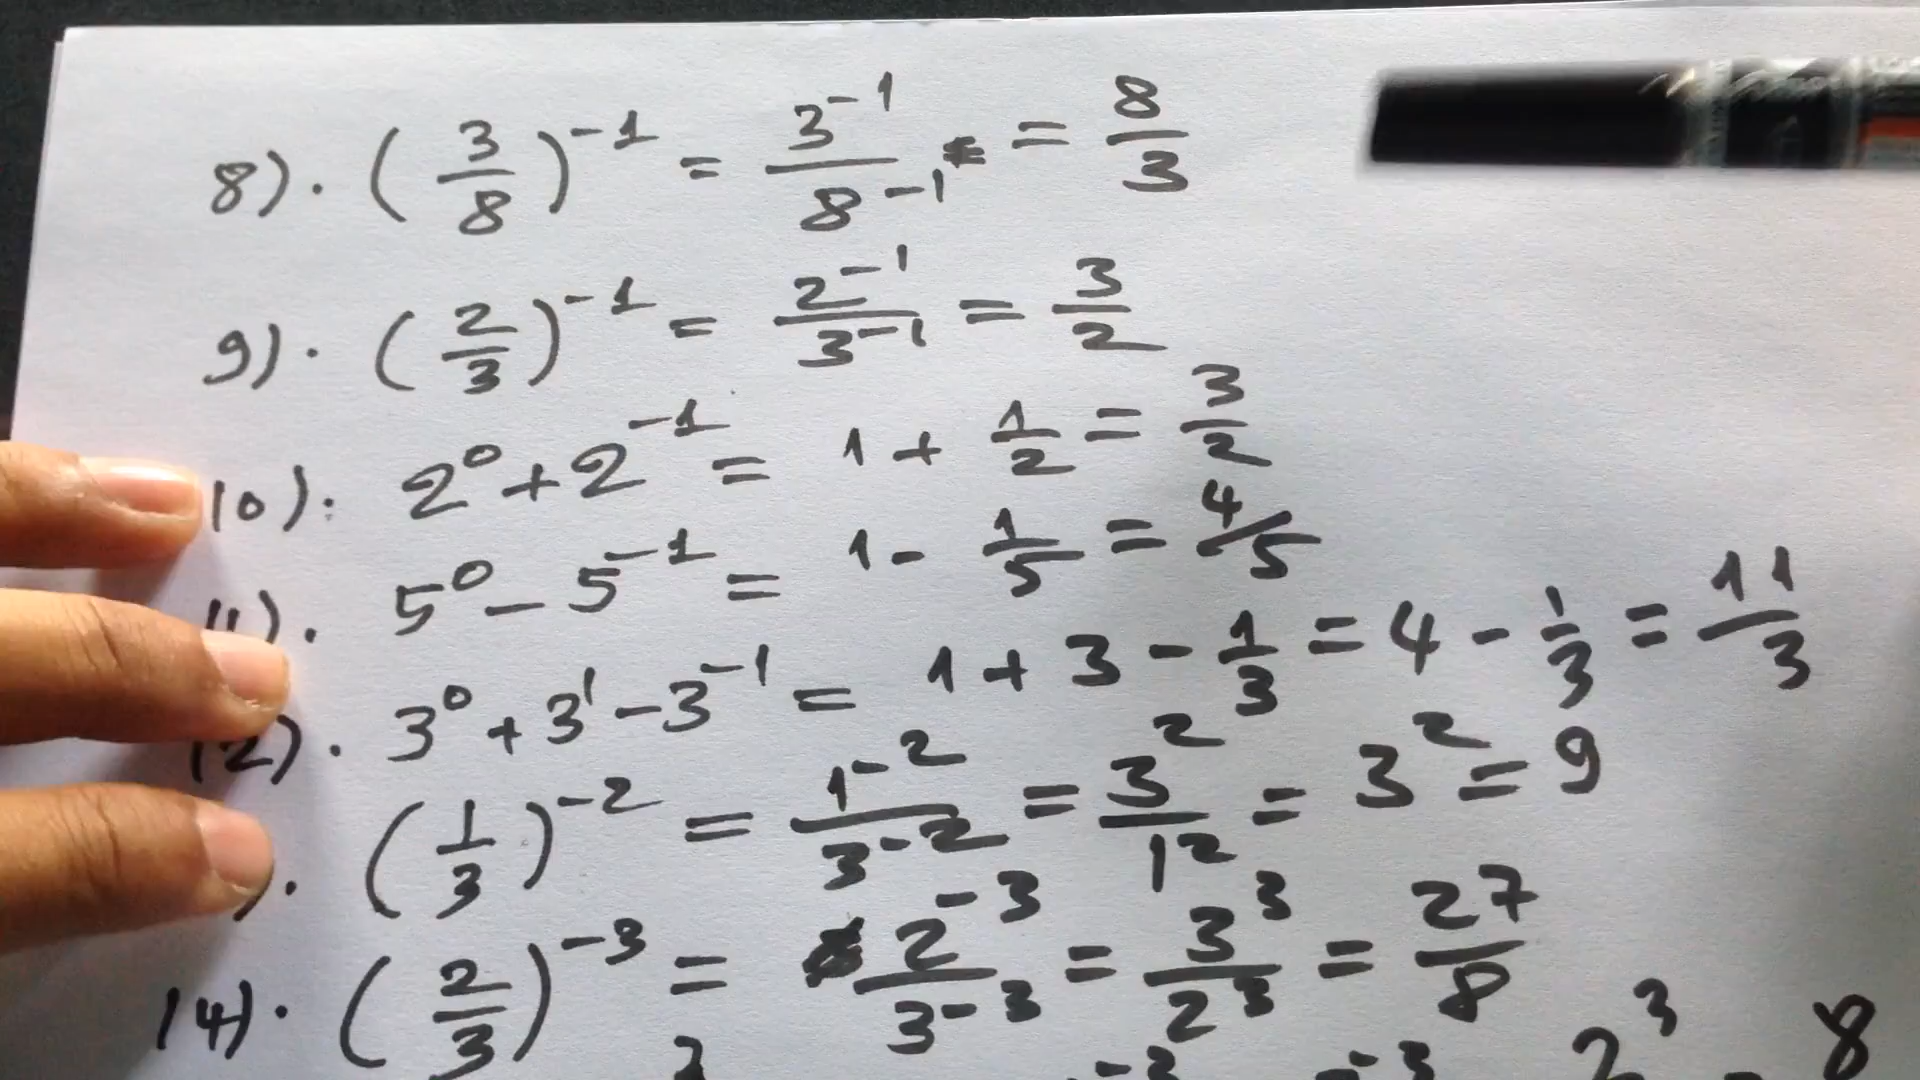 8). (3/8)^-1 = 3^-1/8^-1 = 8/3
9). (2/3)^-1 = 2^-1/3^-1 = 3/2
10). 2^0 + 2^-1 = 1 + 1/2 = 3/2
11). 5^0 - 5^-1 = 1 - 1/5 = 4/5
12). 3^0 + 3^1 - 3^-1 = 1 + 3 - 1/3 = 4 - 1/3 = 11/3
). (1/3)^-2 = 1^-2/3^-2 = 3^2/1^2 = 3^2 = 9
14). (2/3)^-3 = 2^-3/3^-3 = 3^3/2^3 = 27/8